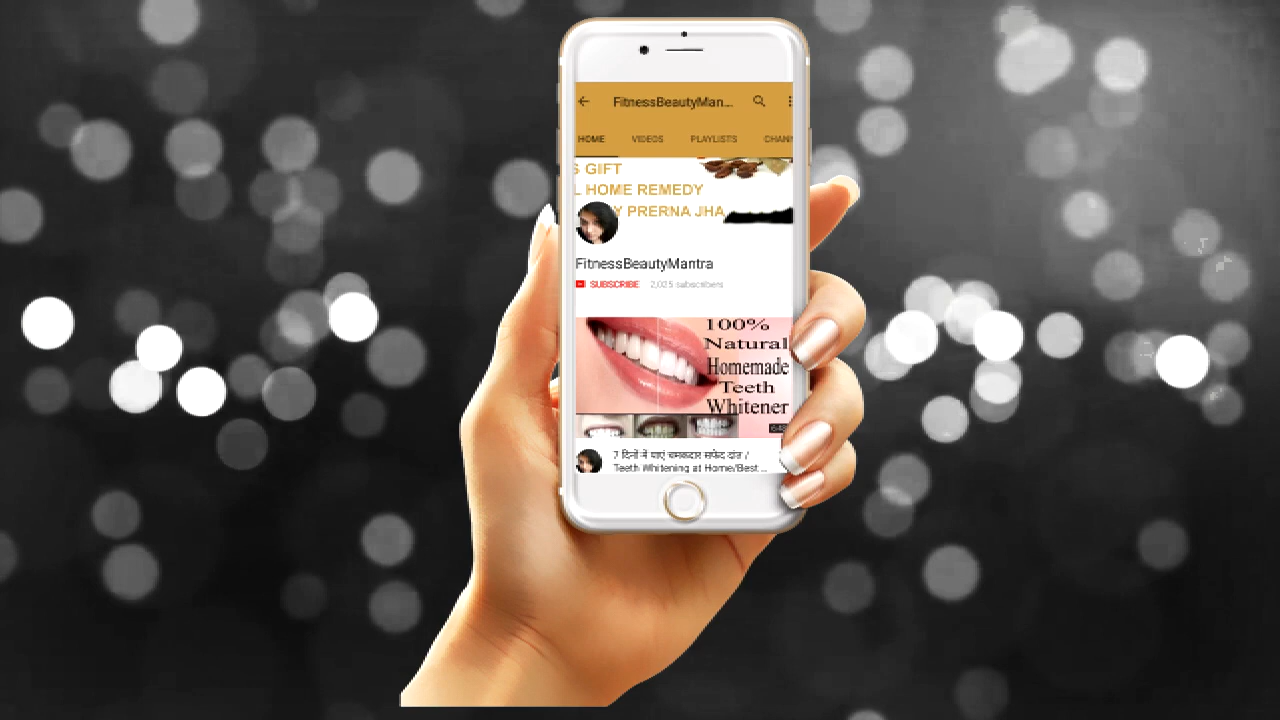 FitnessBeautyMan...
HOME VIDEOS PLAYLISTS CHANN
S GIFT
L HOME REMEDY
Y PRERNA JHA
FitnessBeautyMantra
SUBSCRIBE 2,025 subscribers
100%
Natural
Homemade
Teeth
Whitener
7 दिनों में पाएं चमकदार सफेद दांत /
Teeth Whitening at Home/Best ...